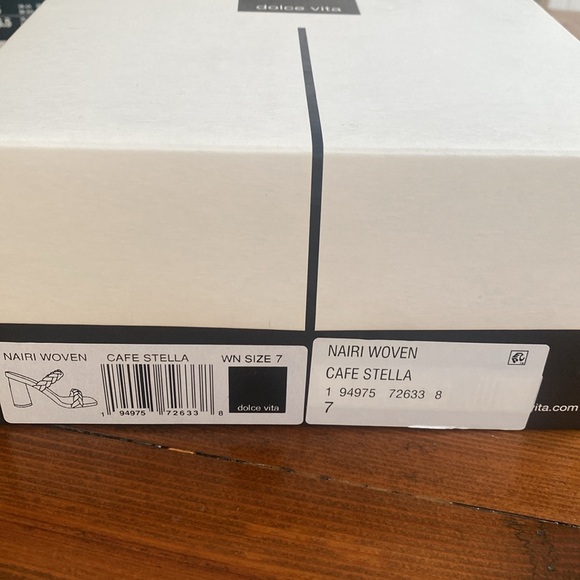 dolce vita
NAIRI WOVEN CAFE STELLA WN SIZE 7
1 94975 72633 8
dolce vita
NAIRI WOVEN
CAFE STELLA
1 94975 72633 8
7
vita.com